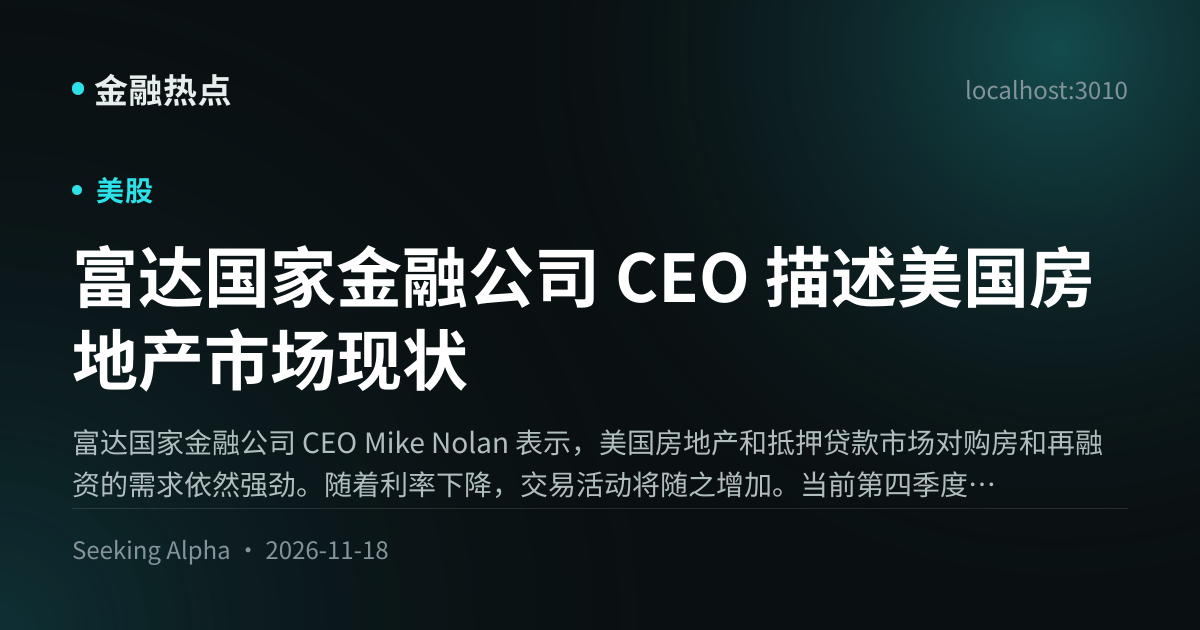 金融热点
localhost:3010
美股
富达国家金融公司 CEO 描述美国房
地产市场现状
富达国家金融公司 CEO Mike Nolan 表示，美国房地产和抵押贷款市场对购房和再融
资的需求依然强劲。随着利率下降，交易活动将随之增加。当前第四季度…
Seeking Alpha · 2026-11-18